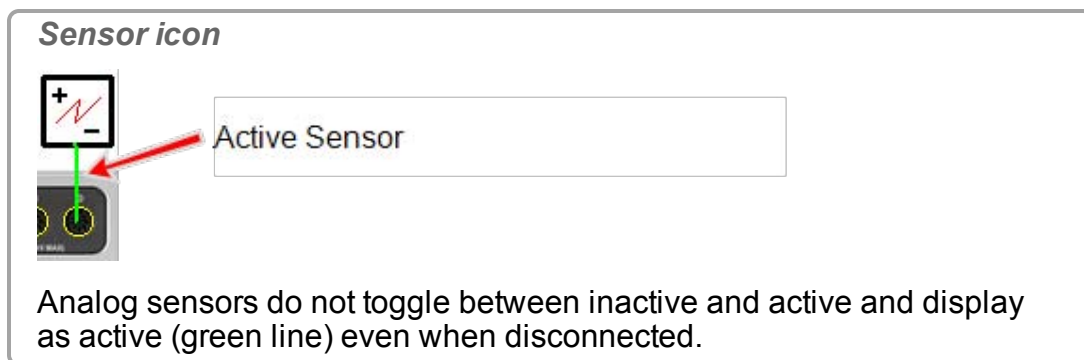 Sensor icon
Active Sensor
Analog sensors do not toggle between inactive and active and display
as active (green line) even when disconnected.